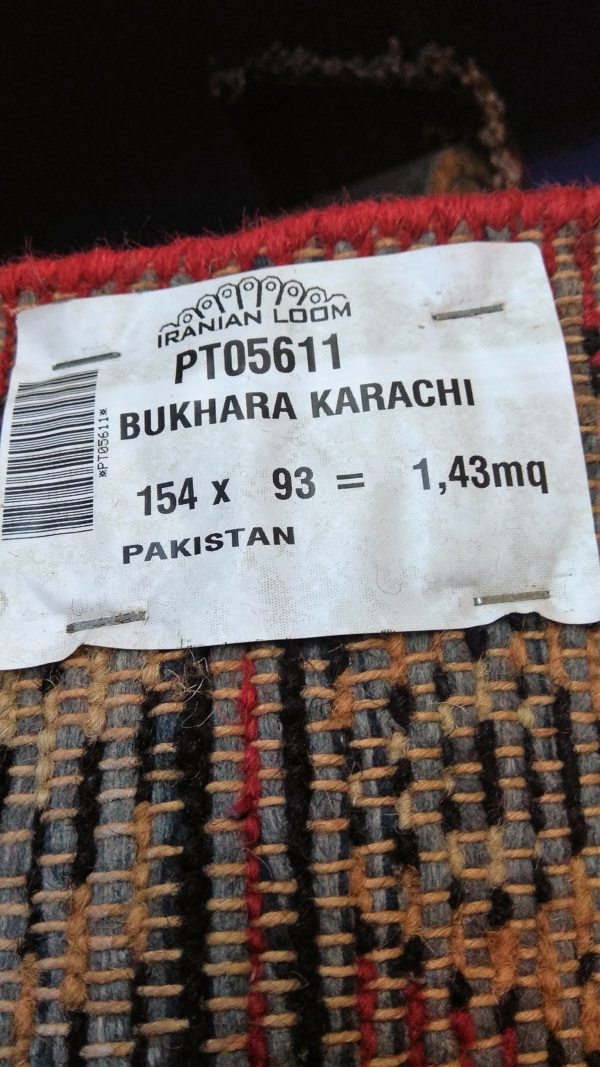 IRANIAN LOOM
PT05611
BUKHARA KARACHI
*PT05611*
154 x 93 = 1,43mq
PAKISTAN